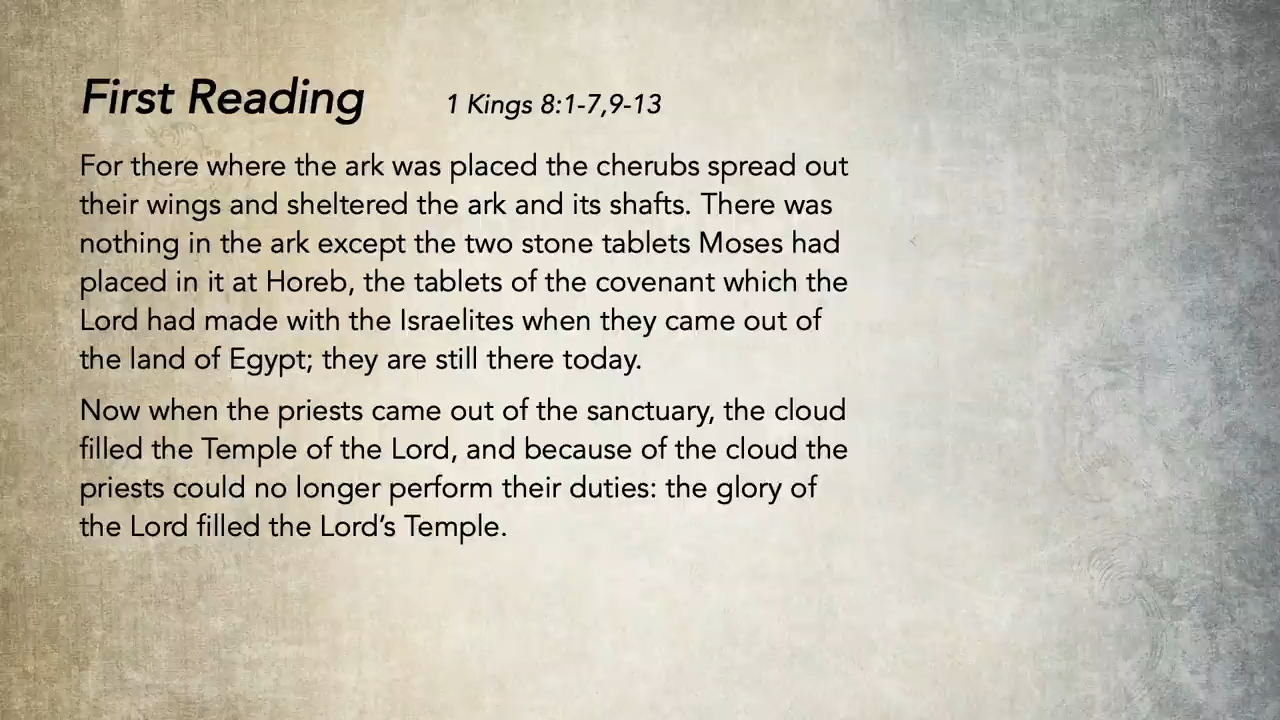 First Reading 1 Kings 8:1-7,9-13
For there where the ark was placed the cherubs spread out
their wings and sheltered the ark and its shafts. There was
nothing in the ark except the two stone tablets Moses had
placed in it at Horeb, the tablets of the covenant which the
Lord had made with the Israelites when they came out of
the land of Egypt; they are still there today.
Now when the priests came out of the sanctuary, the cloud
filled the Temple of the Lord, and because of the cloud the
priests could no longer perform their duties: the glory of
the Lord filled the Lord’s Temple.